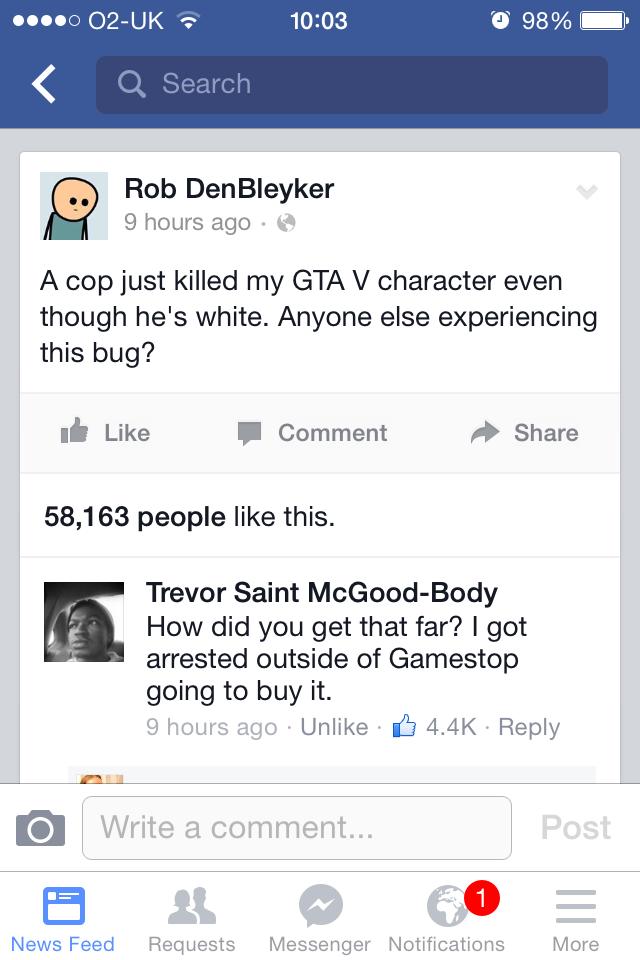 O2-UK 10:03 98%
Search
Rob DenBleyker
9 hours ago ·
A cop just killed my GTA V character even
though he's white. Anyone else experiencing
this bug?
Like Comment Share
58,163 people like this.
Trevor Saint McGood-Body
How did you get that far? I got
arrested outside of Gamestop
going to buy it.
9 hours ago · Unlike · 4.4K · Reply
Write a comment... Post
1
News Feed Requests Messenger Notifications More